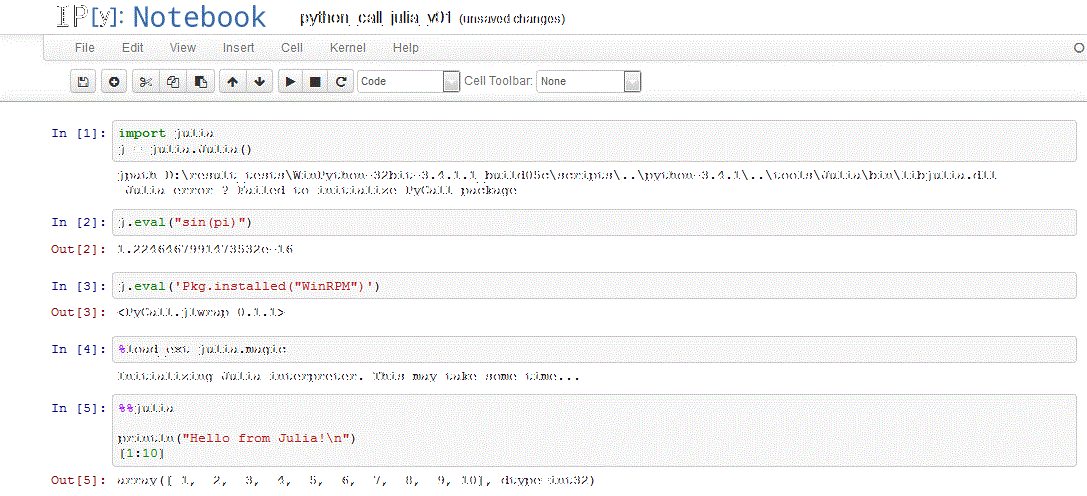 IP[y]: Notebook python_call_julia_v01 (unsaved changes)
File Edit View Insert Cell Kernel Help
Code Cell Toolbar: None
In [1]: import julia
j = julia.Julia()
jpath D:\result_tests\WinPython-32bit-3.4.1.1_build05c\scripts\..\python-3.4.1\..\tools\Julia\bin\libjulia.dll
Julia error ? Failed to initialize PyCall package
In [2]: j.eval("sin(pi)")
Out[2]: 1.2246467991473532e-16
In [3]: j.eval('Pkg.installed("WinRPM")')
Out[3]: <PyCall.jlwrap 0.1.1>
In [4]: %load_ext julia.magic
Initializing Julia interpreter. This may take some time...
In [5]: %%julia
println("Hello from Julia!\n")
[1:10]
Out[5]: array([ 1, 2, 3, 4, 5, 6, 7, 8, 9, 10], dtype=int32)